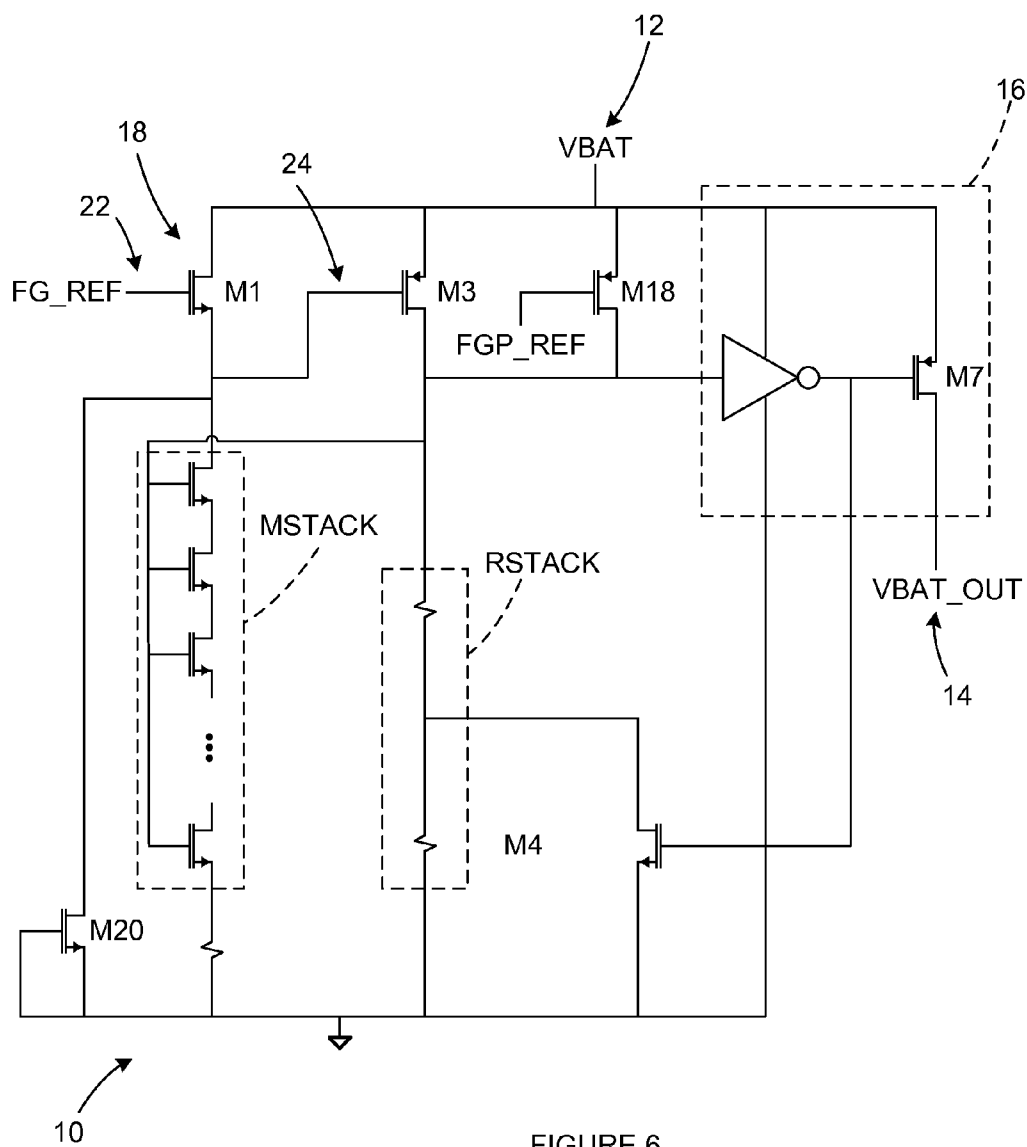 12
16
18
VBAT
24
22
FG_REF
M1
M3
M18
FGP_REF
M7
MSTACK
RSTACK
VBAT_OUT
14
M4
M20
10
FIGURE 6